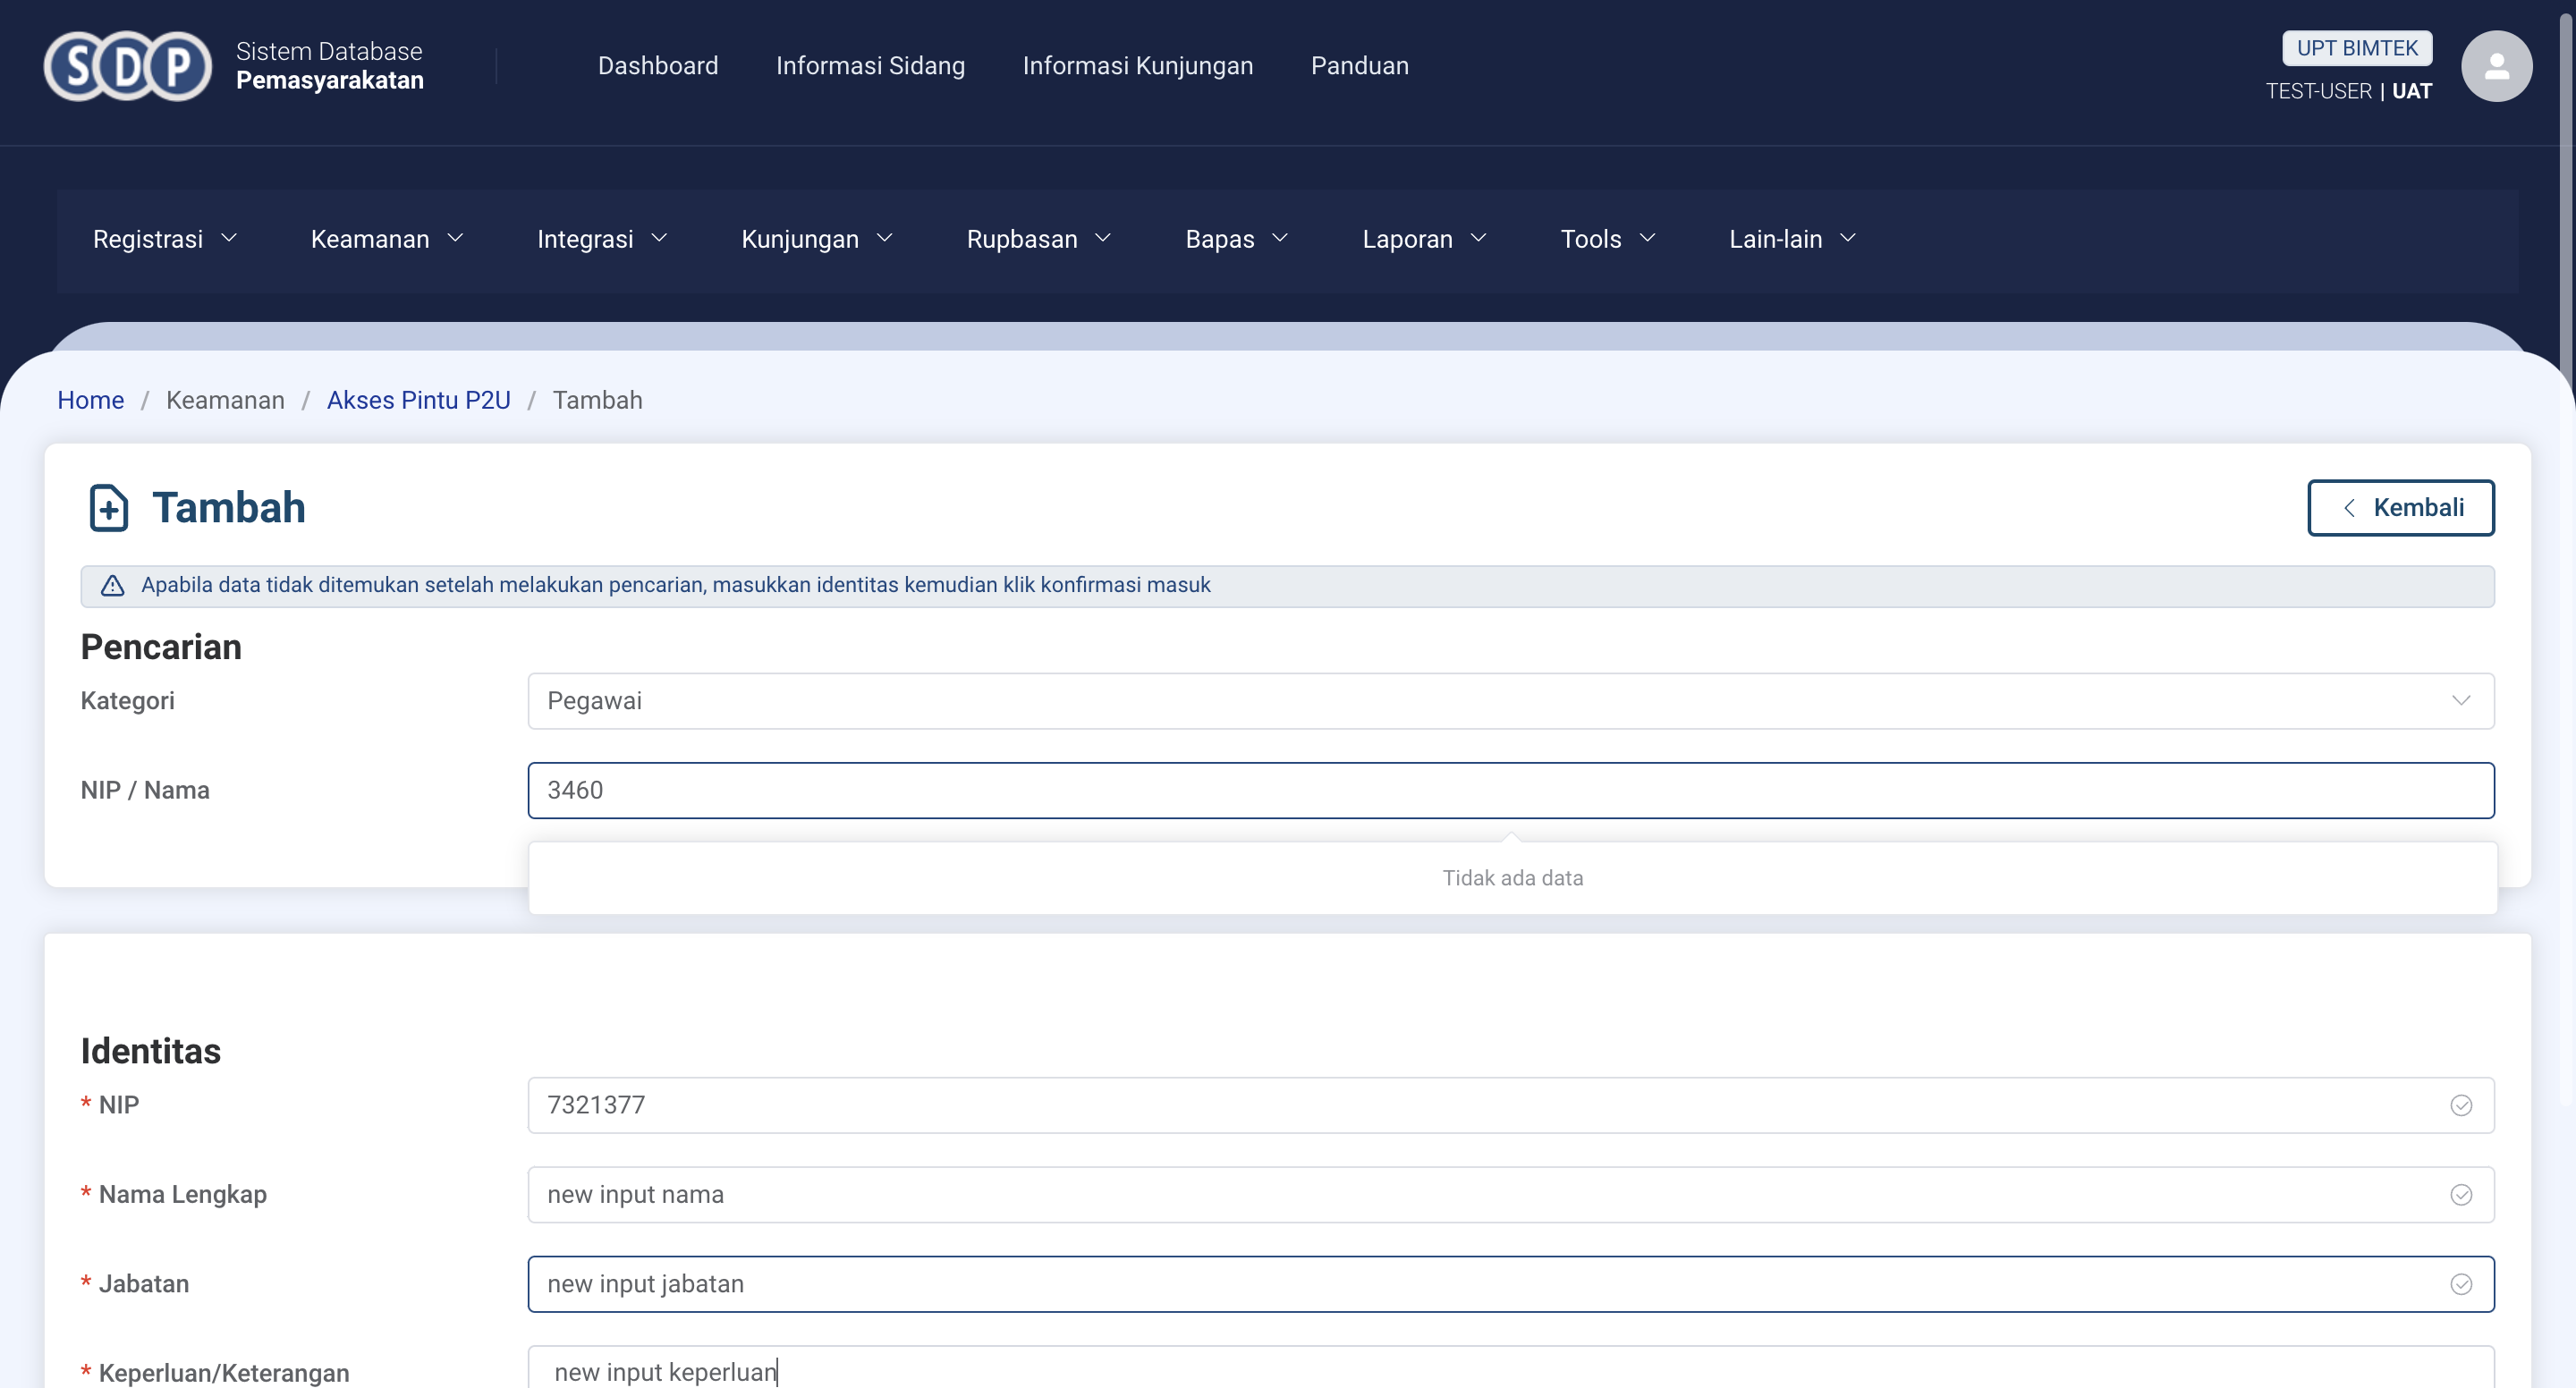 SDP
Sistem Database
Pemasyarakatan
Dashboard
Informasi Sidang
Informasi Kunjungan
Panduan
UPT BIMTEK
TEST-USER | UAT
Registrasi
Keamanan
Integrasi
Kunjungan
Rupbasan
Bapas
Laporan
Tools
Lain-lain
Home / Keamanan / Akses Pintu P2U / Tambah
Tambah
Kembali
Apabila data tidak ditemukan setelah melakukan pencarian, masukkan identitas kemudian klik konfirmasi masuk
Pencarian
Kategori
Pegawai
NIP / Nama
3460
Tidak ada data
Identitas
* NIP
7321377
* Nama Lengkap
new input nama
* Jabatan
new input jabatan
* Keperluan/Keterangan
new input keperluan